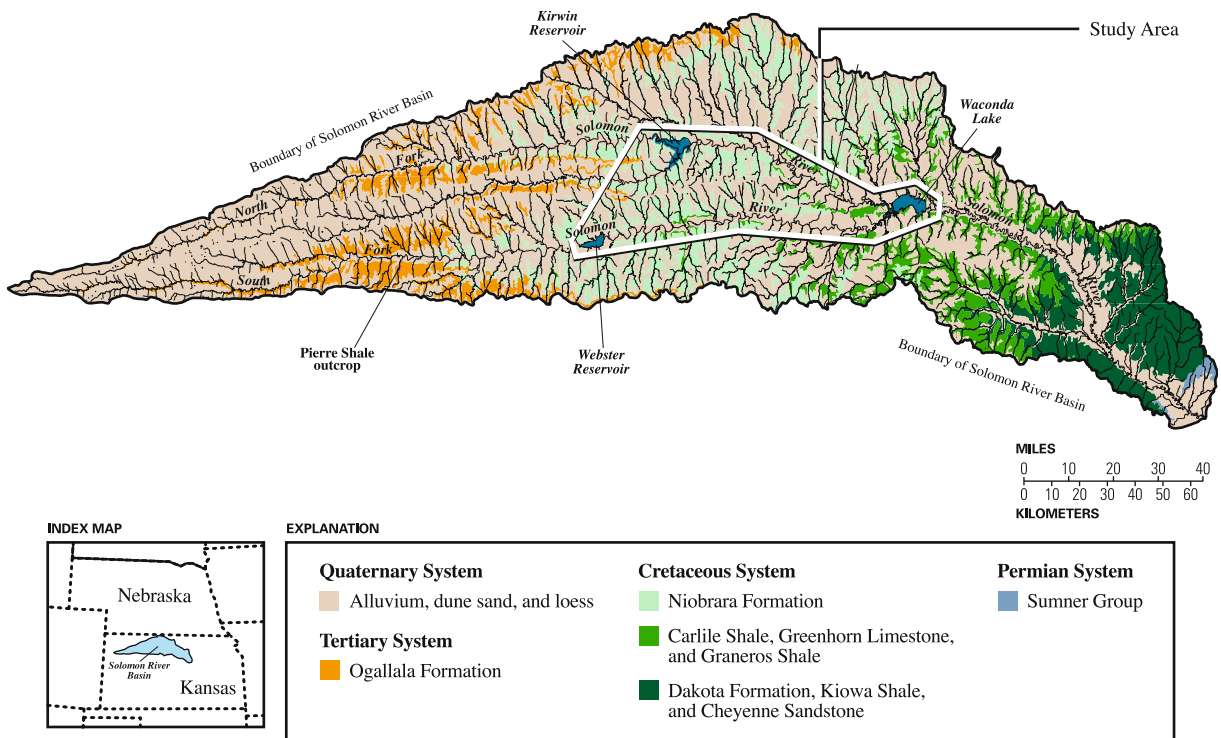 Kirwin
Reservoir
Study Area
Boundary of Solomon River Basin
Waconda
Lake
North Fork Solomon River
Solomon
South Fork Solomon River
Pierre Shale
outcrop
Webster
Reservoir
Boundary of Solomon River Basin
MILES
0 10 20 30 40
0 10 20 30 40 50 60
KILOMETERS
INDEX MAP
Nebraska
Solomon River
Basin
Kansas
EXPLANATION
Quaternary System
Alluvium, dune sand, and loess
Tertiary System
Ogallala Formation
Cretaceous System
Niobrara Formation
Carlile Shale, Greenhorn Limestone,
and Graneros Shale
Dakota Formation, Kiowa Shale,
and Cheyenne Sandstone
Permian System
Sumner Group